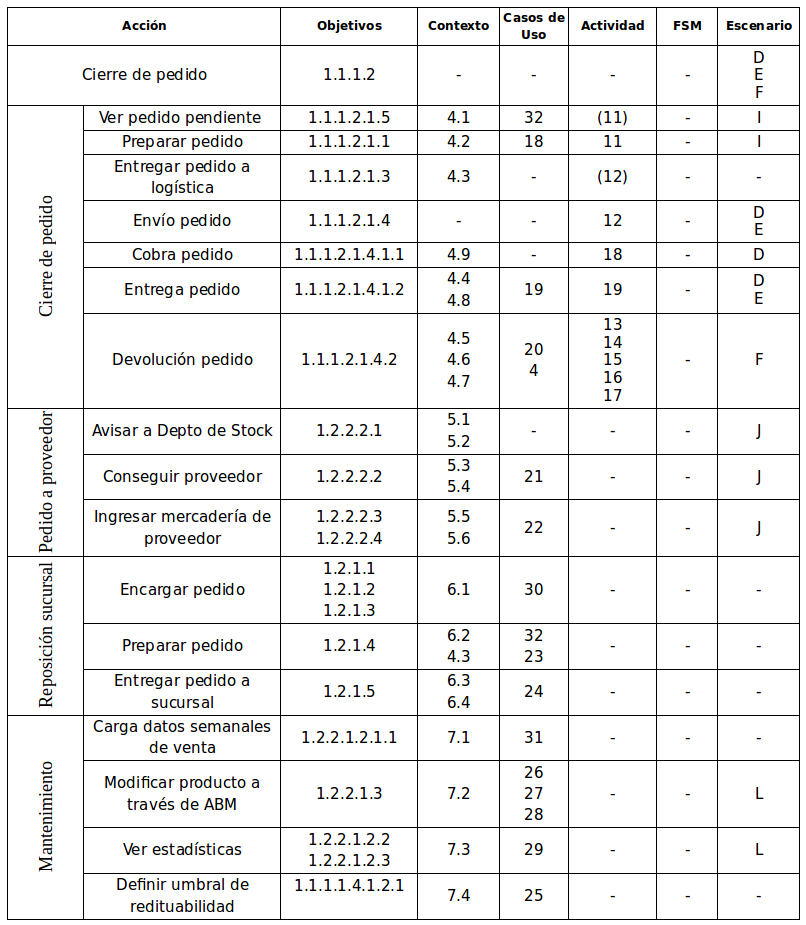 Acción Objetivos Contexto Casos de Uso Actividad FSM Escenario
Cierre de pedido 1.1.1.2 - - - - D E F
Cierre de pedido
Ver pedido pendiente 1.1.1.2.1.5 4.1 32 (11) - I
Preparar pedido 1.1.1.2.1.1 4.2 18 11 - I
Entregar pedido a logística 1.1.1.2.1.3 4.3 - (12) - -
Envío pedido 1.1.1.2.1.4 - - 12 - D E
Cobra pedido 1.1.1.2.1.4.1.1 4.9 - 18 - D
Entrega pedido 1.1.1.2.1.4.1.2 4.4 4.8 19 19 - D E
Devolución pedido 1.1.1.2.1.4.2 4.5 4.6 4.7 20 4 13 14 15 16 17 - F
Pedido a proveedor
Avisar a Depto de Stock 1.2.2.2.1 5.1 5.2 - - - J
Conseguir proveedor 1.2.2.2.2 5.3 5.4 21 - - J
Ingresar mercadería de proveedor 1.2.2.2.3 1.2.2.2.4 5.5 5.6 22 - - J
Reposición sucursal
Encargar pedido 1.2.1.1 1.2.1.2 1.2.1.3 6.1 30 - - -
Preparar pedido 1.2.1.4 6.2 4.3 32 23 - - -
Entregar pedido a sucursal 1.2.1.5 6.3 6.4 24 - - -
Mantenimiento
Carga datos semanales de venta 1.2.2.1.2.1.1 7.1 31 - - -
Modificar producto a través de ABM 1.2.2.1.3 7.2 26 27 28 - - L
Ver estadísticas 1.2.2.1.2.2 1.2.2.1.2.3 7.3 29 - - L
Definir umbral de redituabilidad 1.1.1.1.4.1.2.1 7.4 25 - - -